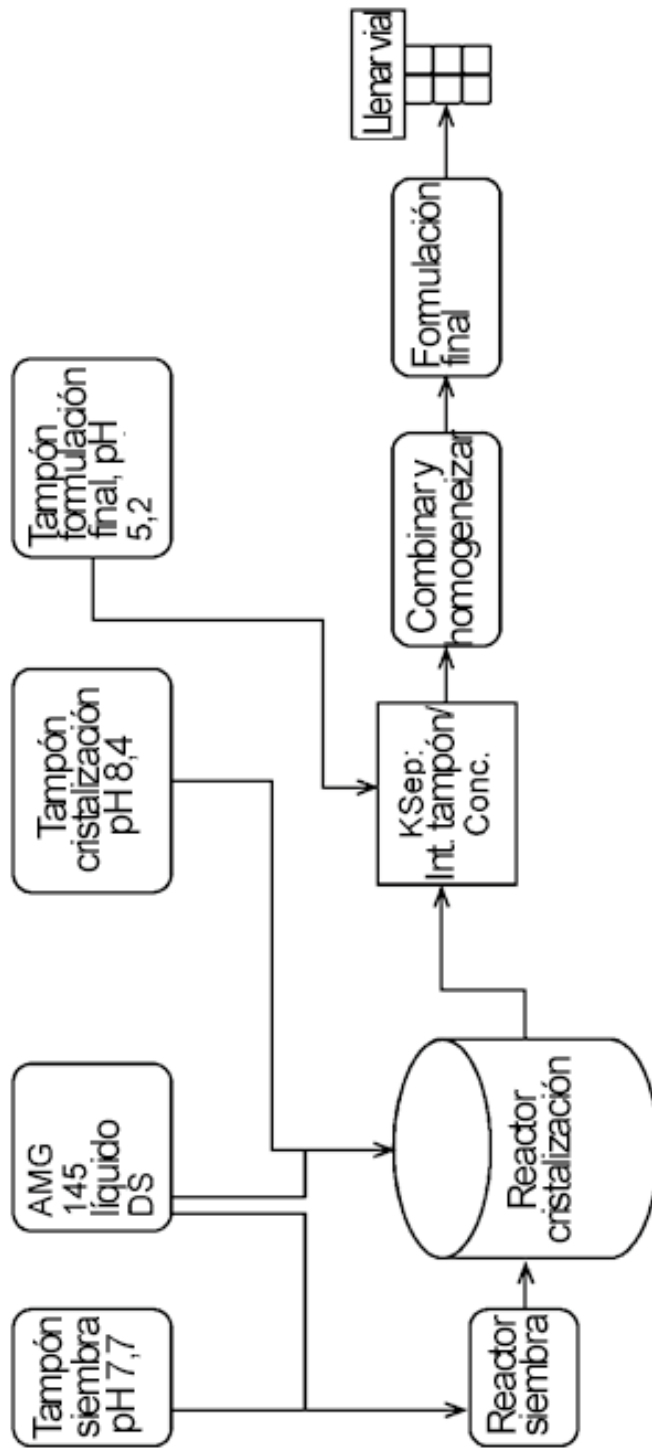 Tampón
siembra
pH 7,7
AMG
145
líquido
DS
Tampón
cristalización
pH 8,4
Tampón
formulación
final, pH
5,2
Reactor
siembra
Reactor
cristalización
KSep:
Int. tampón/
Conc.
Combinar y
homogeneizar
Formulación
final
Llenar vial